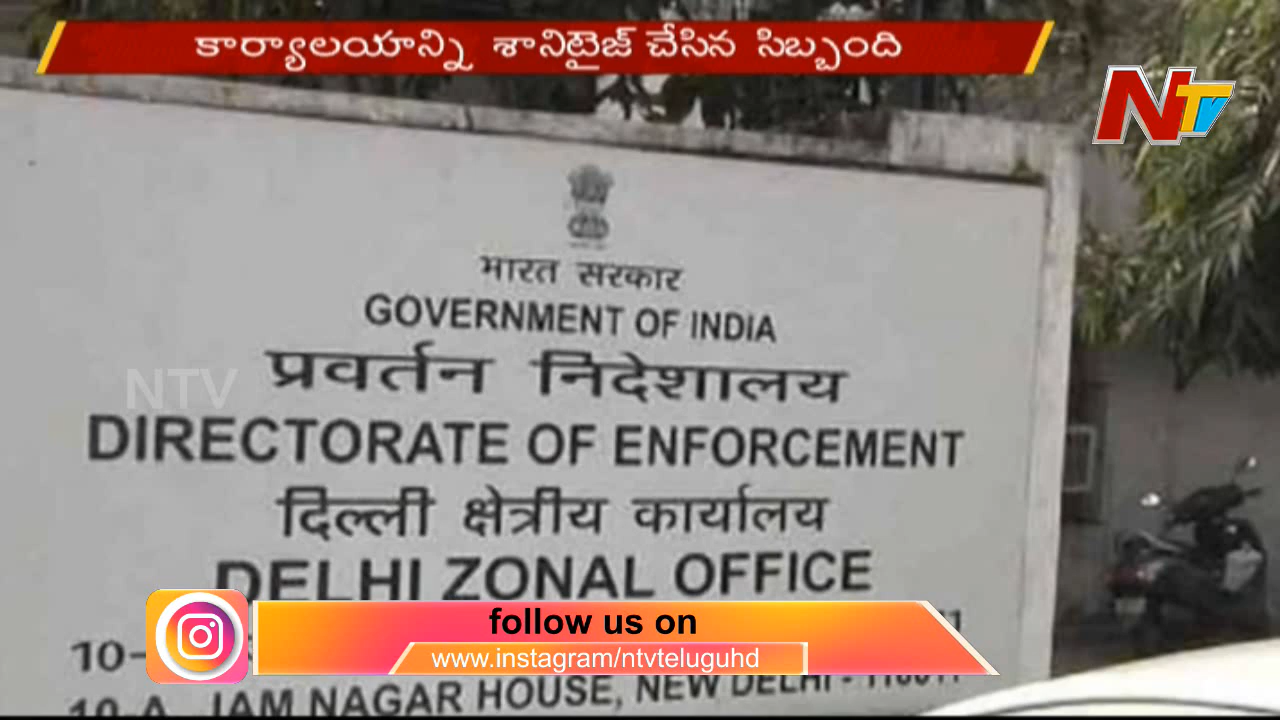 కార్యాలయాన్ని శానిటైజ్ చేసిన సిబ్బంది
NTV
भारत सरकार
GOVERNMENT OF INDIA
प्रवर्तन निदेशालय
NTV
DIRECTORATE OF ENFORCEMENT
दिल्ली क्षेत्रीय कार्यालय
DELHI ZONAL OFFICE
follow us on
www.instagram/ntvteluguhd
10-A, JAM NAGAR HOUSE, NEW DELHI -